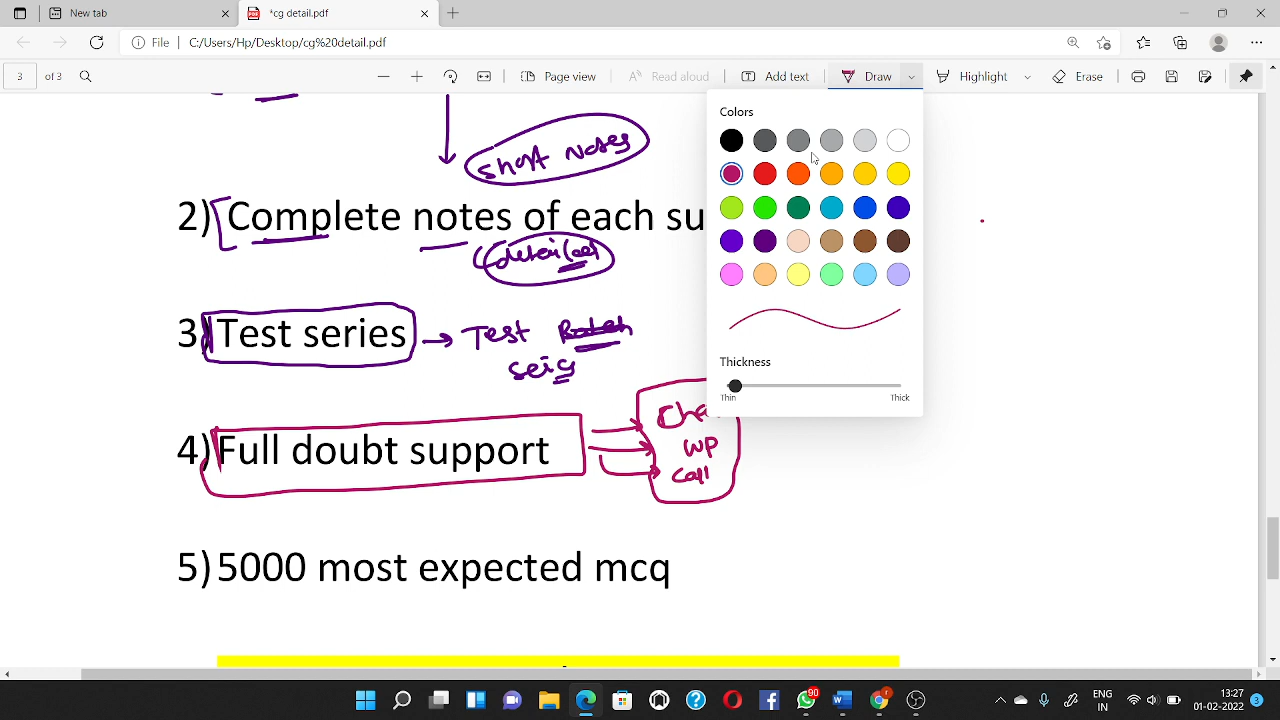 New tab
*cg detail.pdf
File C:/Users/Hp/Desktop/cg%20detail.pdf
3 of 3 Page view Read aloud Add text Draw Highlight Erase
Colors
short notes
2) Complete notes of each su
(detailed)
3) Test series → Test
Thickness
Thin Thick
4) Full doubt support
WP
Call
5) 5000 most expected mcq
90
ENG
IN
13:27
01-02-2022
3